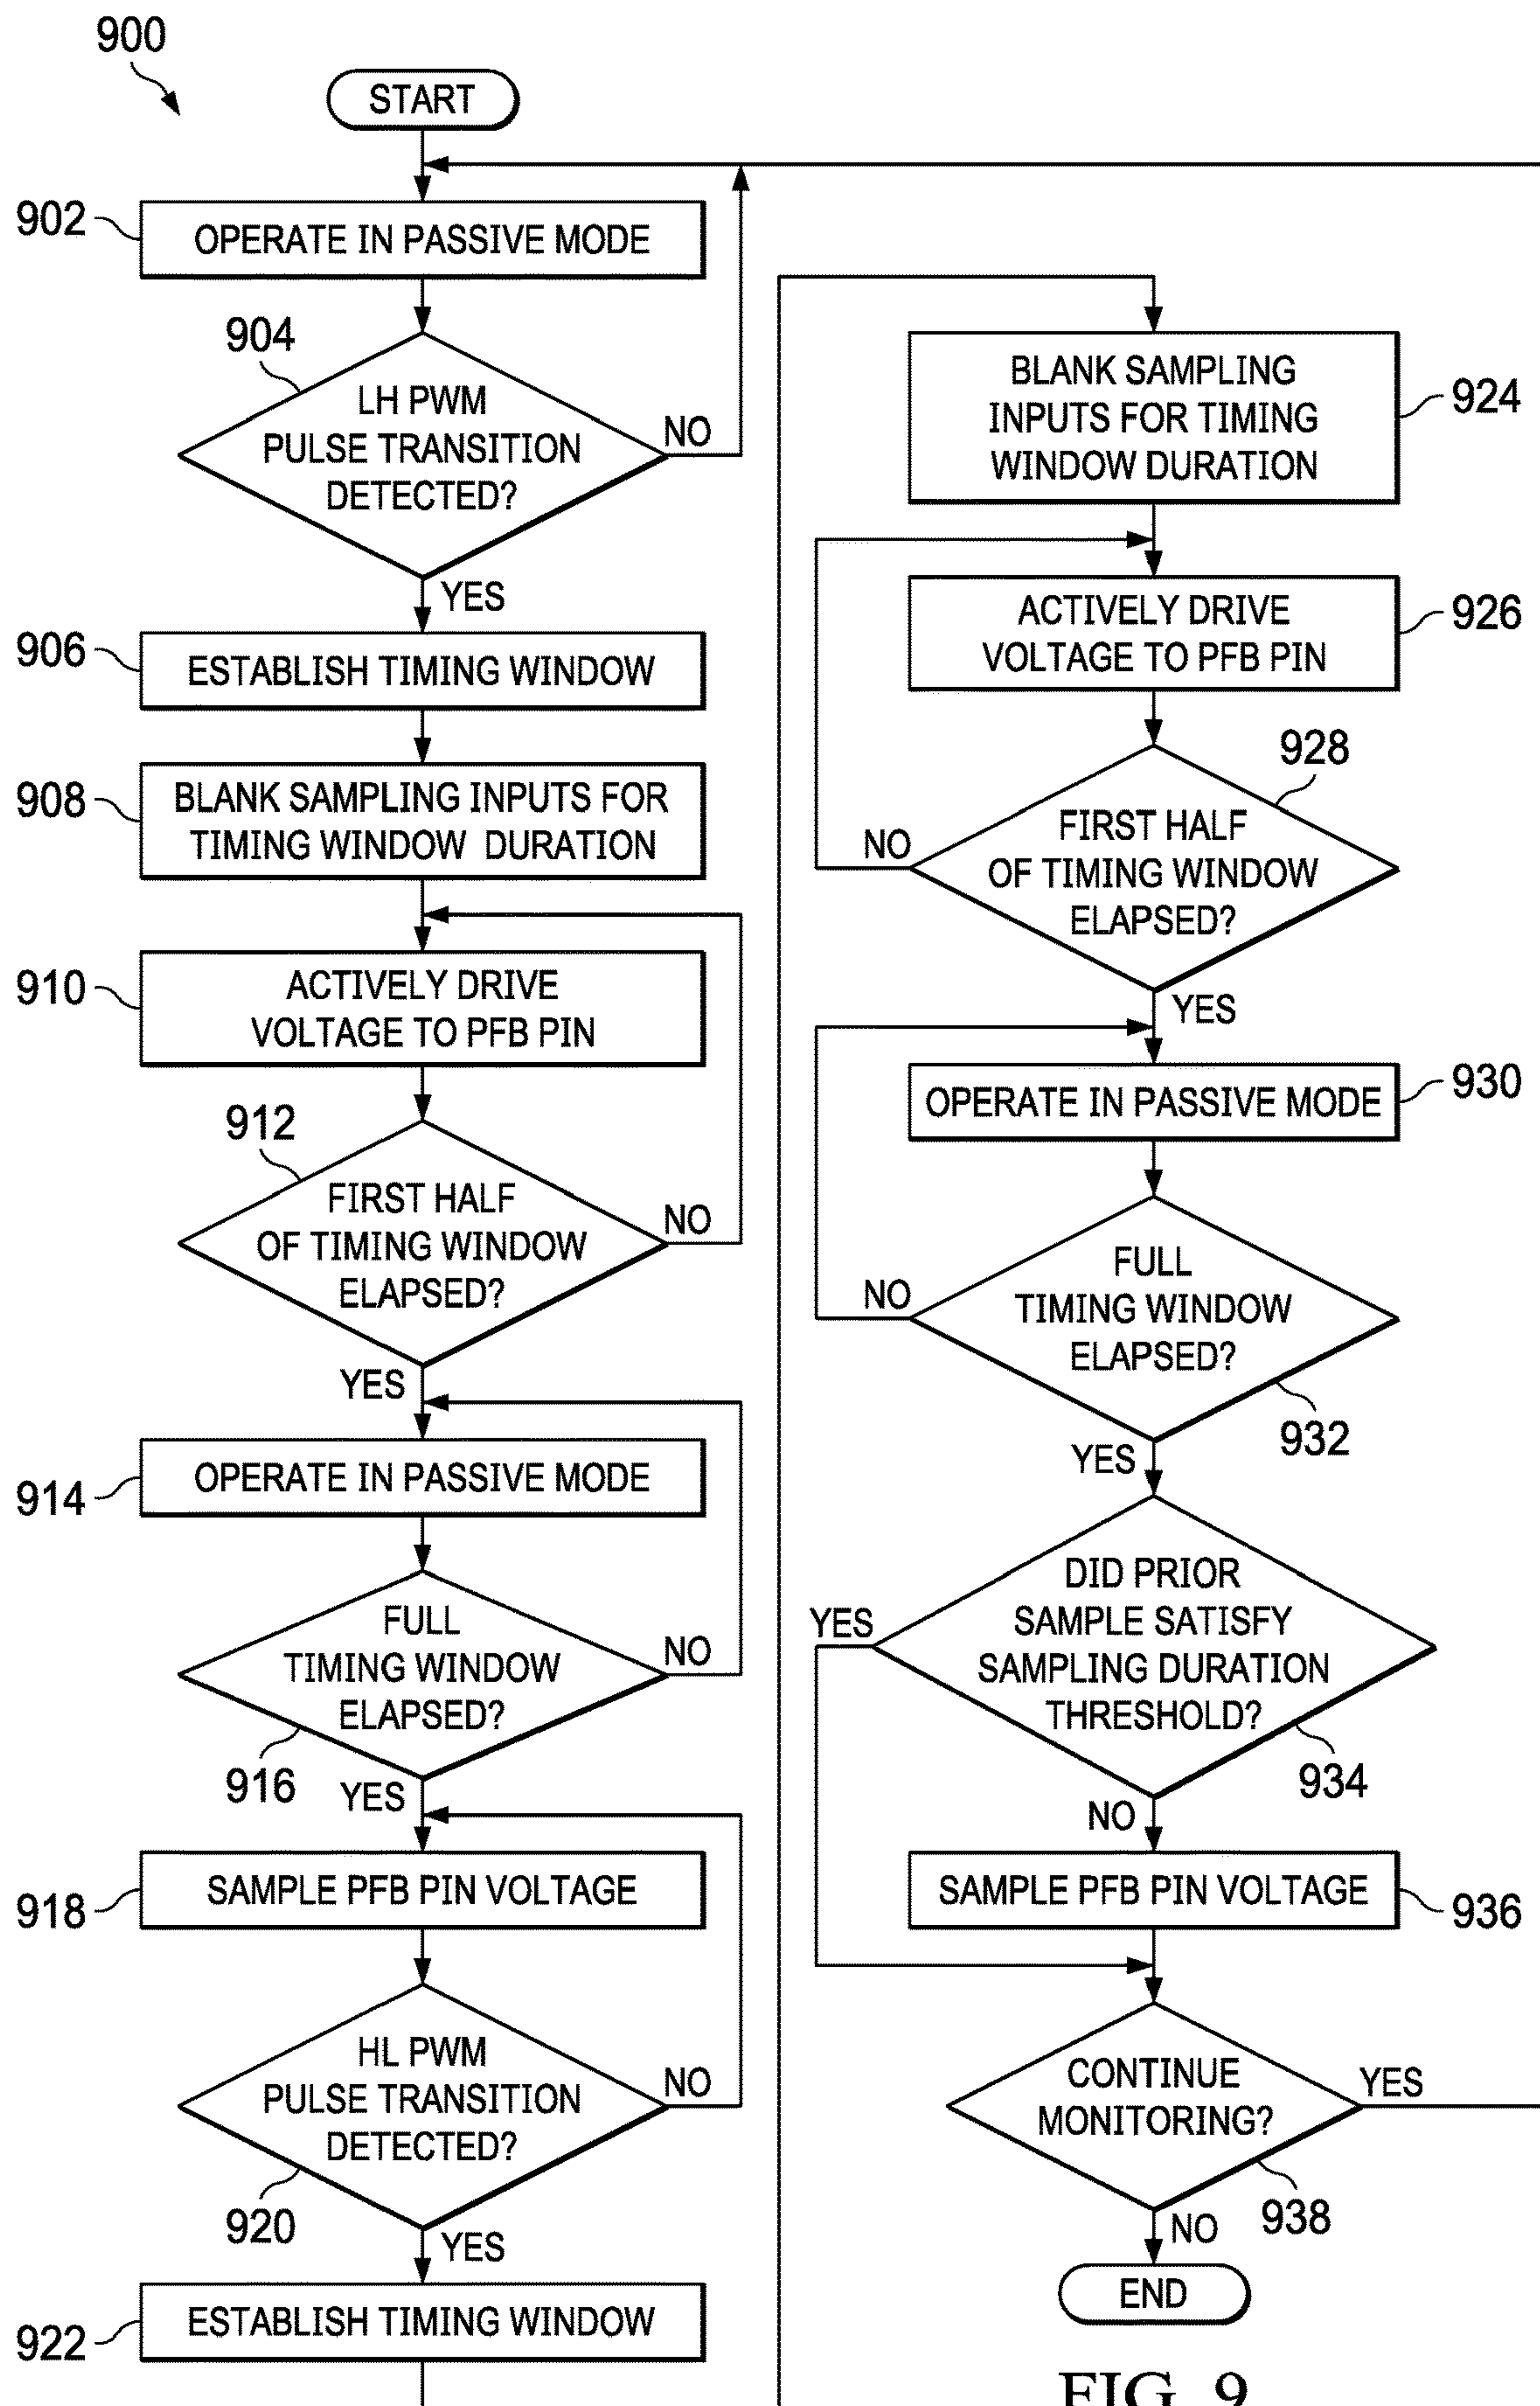 900
START
902
OPERATE IN PASSIVE MODE
904
LH PWM
PULSE TRANSITION
DETECTED?
NO
YES
906
ESTABLISH TIMING WINDOW
908
BLANK SAMPLING INPUTS FOR
TIMING WINDOW DURATION
910
ACTIVELY DRIVE
VOLTAGE TO PFB PIN
912
FIRST HALF
OF TIMING WINDOW
ELAPSED?
NO
YES
914
OPERATE IN PASSIVE MODE
FULL
TIMING WINDOW
ELAPSED?
NO
916
YES
918
SAMPLE PFB PIN VOLTAGE
HL PWM
PULSE TRANSITION
DETECTED?
NO
920
YES
922
ESTABLISH TIMING WINDOW
BLANK SAMPLING
INPUTS FOR TIMING
WINDOW DURATION
924
ACTIVELY DRIVE
VOLTAGE TO PFB PIN
926
928
FIRST HALF
OF TIMING WINDOW
ELAPSED?
NO
YES
OPERATE IN PASSIVE MODE
930
FULL
TIMING WINDOW
ELAPSED?
NO
932
YES
DID PRIOR
SAMPLE SATISFY
SAMPLING DURATION
THRESHOLD?
YES
934
NO
SAMPLE PFB PIN VOLTAGE
936
CONTINUE
MONITORING?
YES
938
NO
END
FIG. 9